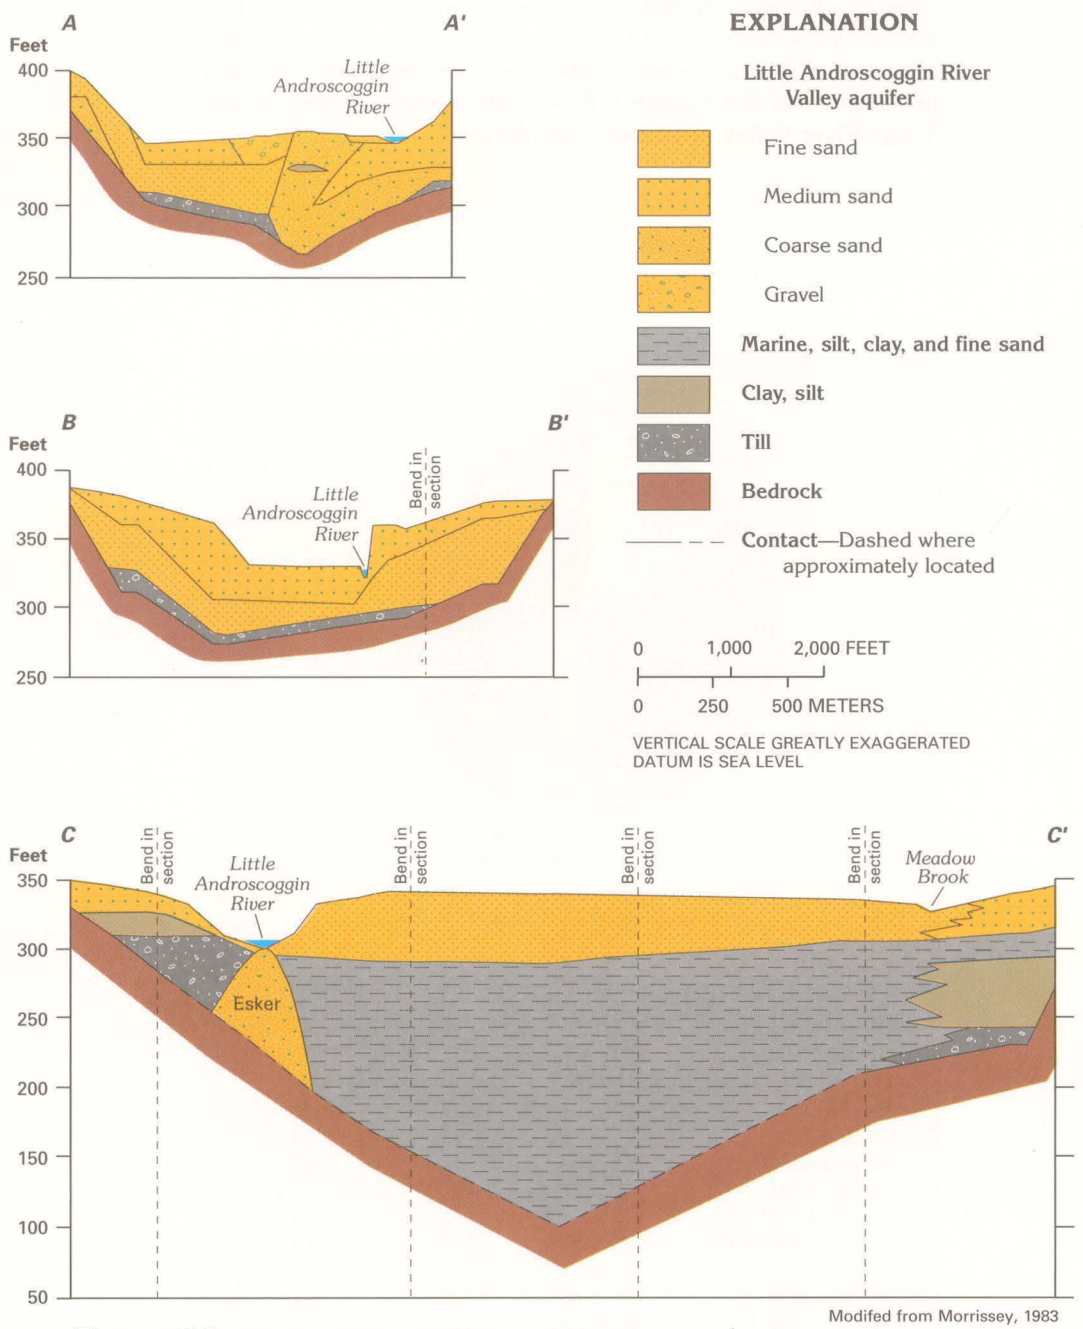 A
A'
Feet
400
350
300
250
Little
Androscoggin
River
EXPLANATION
Little Androscoggin River
Valley aquifer
Fine sand
Medium sand
Coarse sand
Gravel
Marine, silt, clay, and fine sand
Clay, silt
Till
Bedrock
Contact—Dashed where
approximately located
0 1,000 2,000 FEET
0 250 500 METERS
VERTICAL SCALE GREATLY EXAGGERATED
DATUM IS SEA LEVEL
B
B'
Feet
400
350
300
250
Little
Androscoggin
River
Bend in
section
C
C'
Feet
350
300
250
200
150
100
50
Bend in
section
Little
Androscoggin
River
Bend in
section
Bend in
section
Bend in
section
Meadow
Brook
Esker
Modifed from Morrissey, 1983